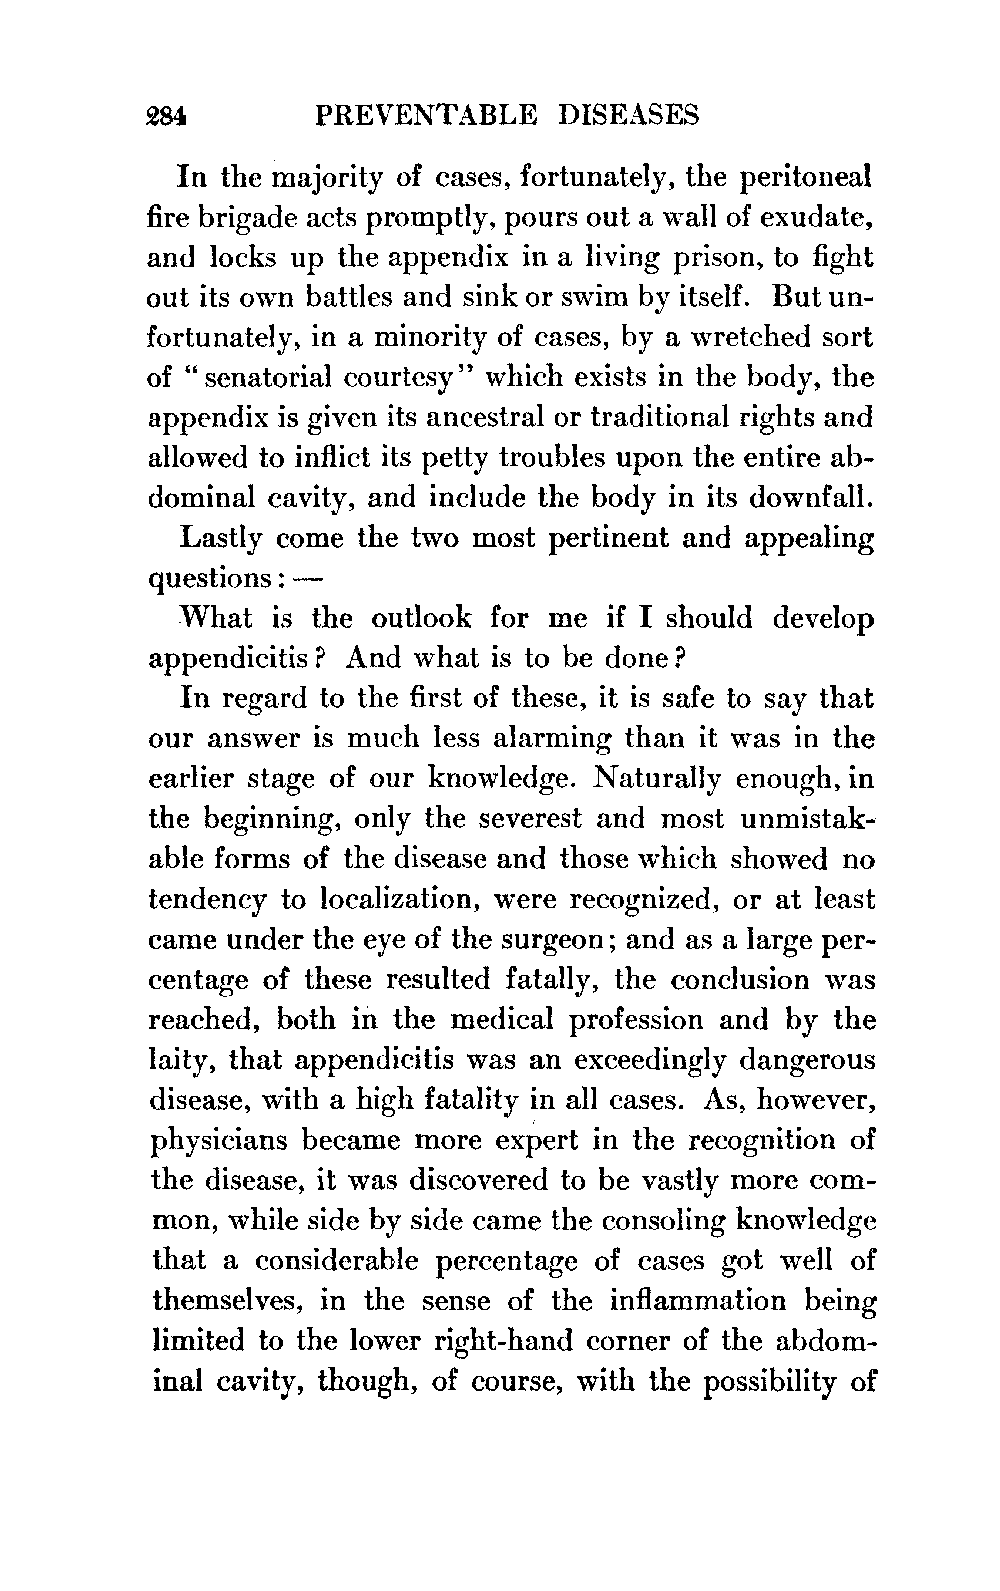 284 PREVENTABLE DISEASES
In the majority of cases, fortunately, the peritoneal
fire brigade acts promptly, pours out a wall of exudate,
and locks up the appendix in a living prison, to fight
out its own battles and sink or swim by itself. But un-
fortunately, in a minority of cases, by a wretched sort
of “senatorial courtesy” which exists in the body, the
appendix is given its ancestral or traditional rights and
allowed to inflict its petty troubles upon the entire ab-
dominal cavity, and include the body in its downfall.
Lastly come the two most pertinent and appealing
questions: —
What is the outlook for me if I should develop
appendicitis? And what is to be done?
In regard to the first of these, it is safe to say that
our answer is much less alarming than it was in the
earlier stage of our knowledge. Naturally enough, in
the beginning, only the severest and most unmistak-
able forms of the disease and those which showed no
tendency to localization, were recognized, or at least
came under the eye of the surgeon; and as a large per-
centage of these resulted fatally, the conclusion was
reached, both in the medical profession and by the
laity, that appendicitis was an exceedingly dangerous
disease, with a high fatality in all cases. As, however,
physicians became more expert in the recognition of
the disease, it was discovered to be vastly more com-
mon, while side by side came the consoling knowledge
that a considerable percentage of cases got well of
themselves, in the sense of the inflammation being
limited to the lower right-hand corner of the abdom-
inal cavity, though, of course, with the possibility of